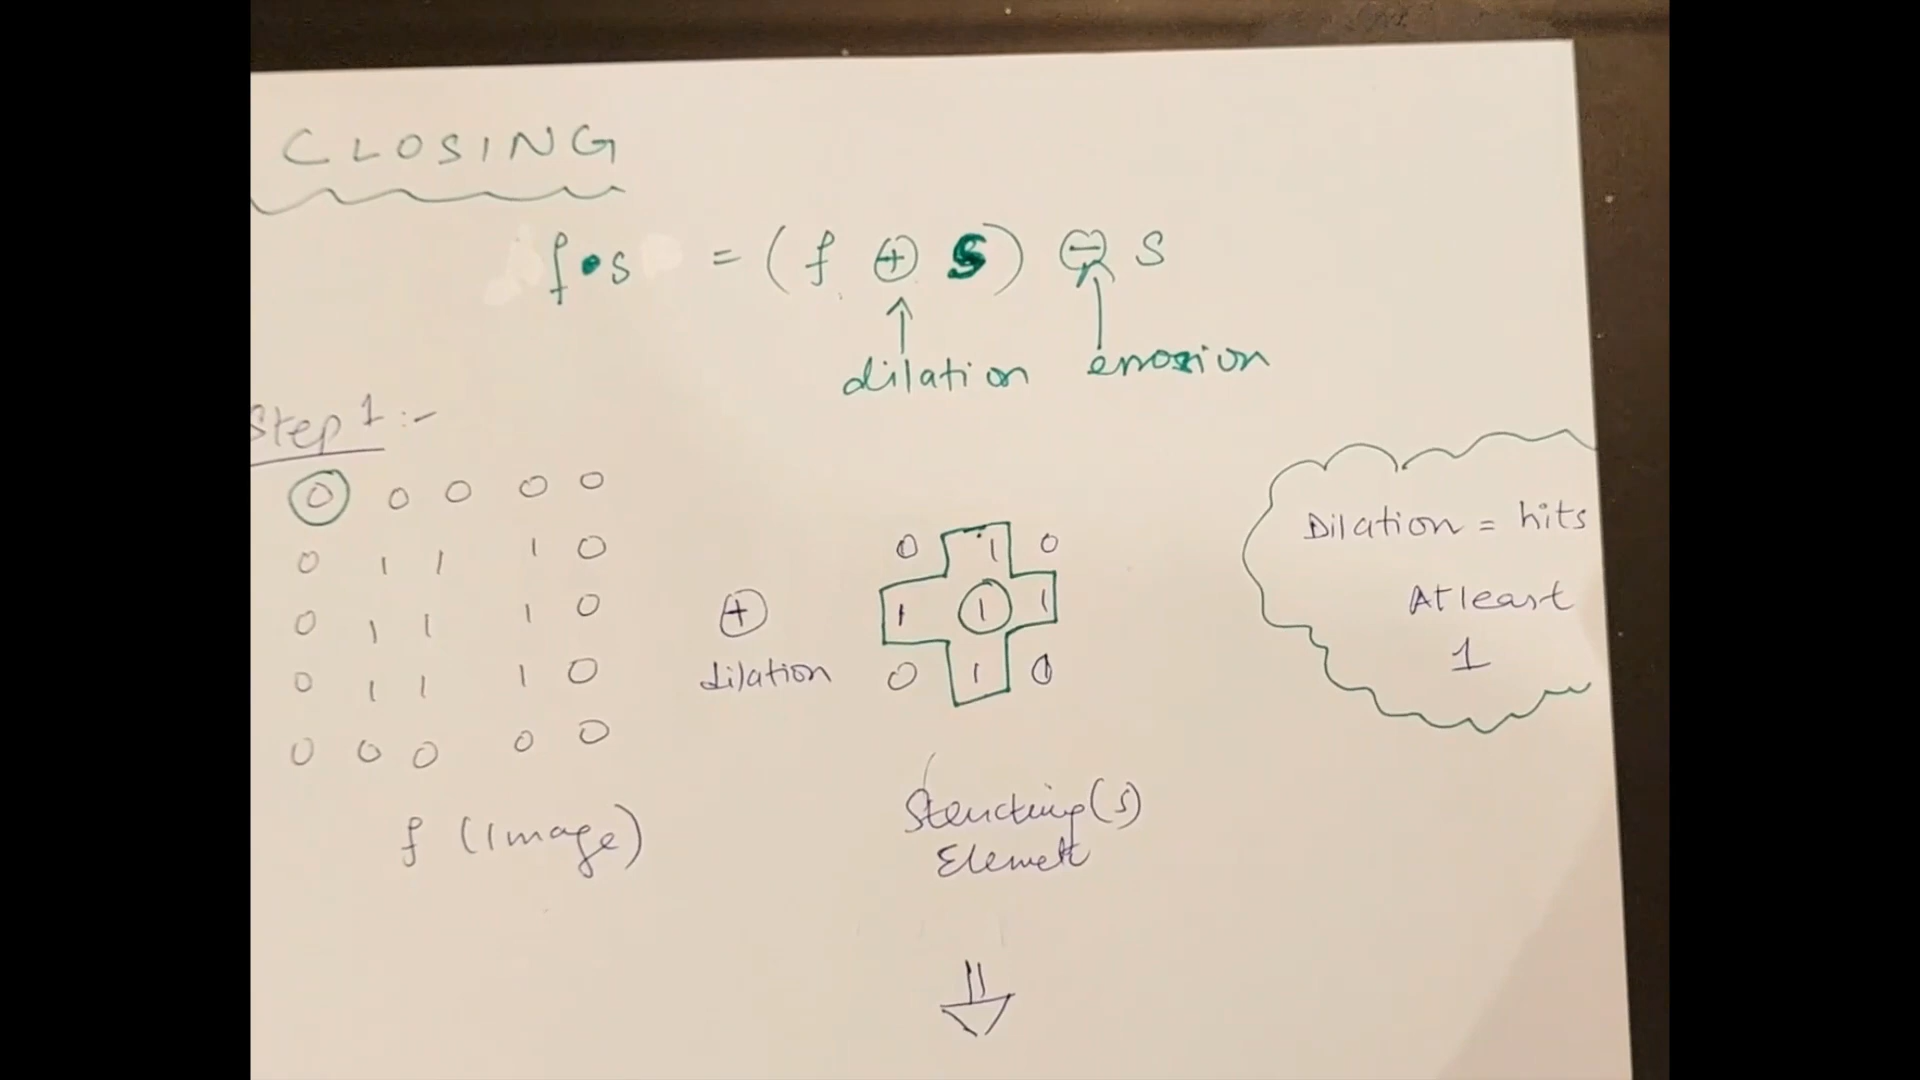 CLOSING
f • s = (f ⊕ s) ⊖ s
dilation erosion
Step 1 :-
0 0 0 0 0
0 1 1 1 0
0 1 1 1 0
0 1 1 1 0
0 0 0 0 0
f (Image)
⊕
dilation
0 1 0
1 1 1
0 1 0
Structuing (s)
Elemet
Dilation = hits
Atleast
1